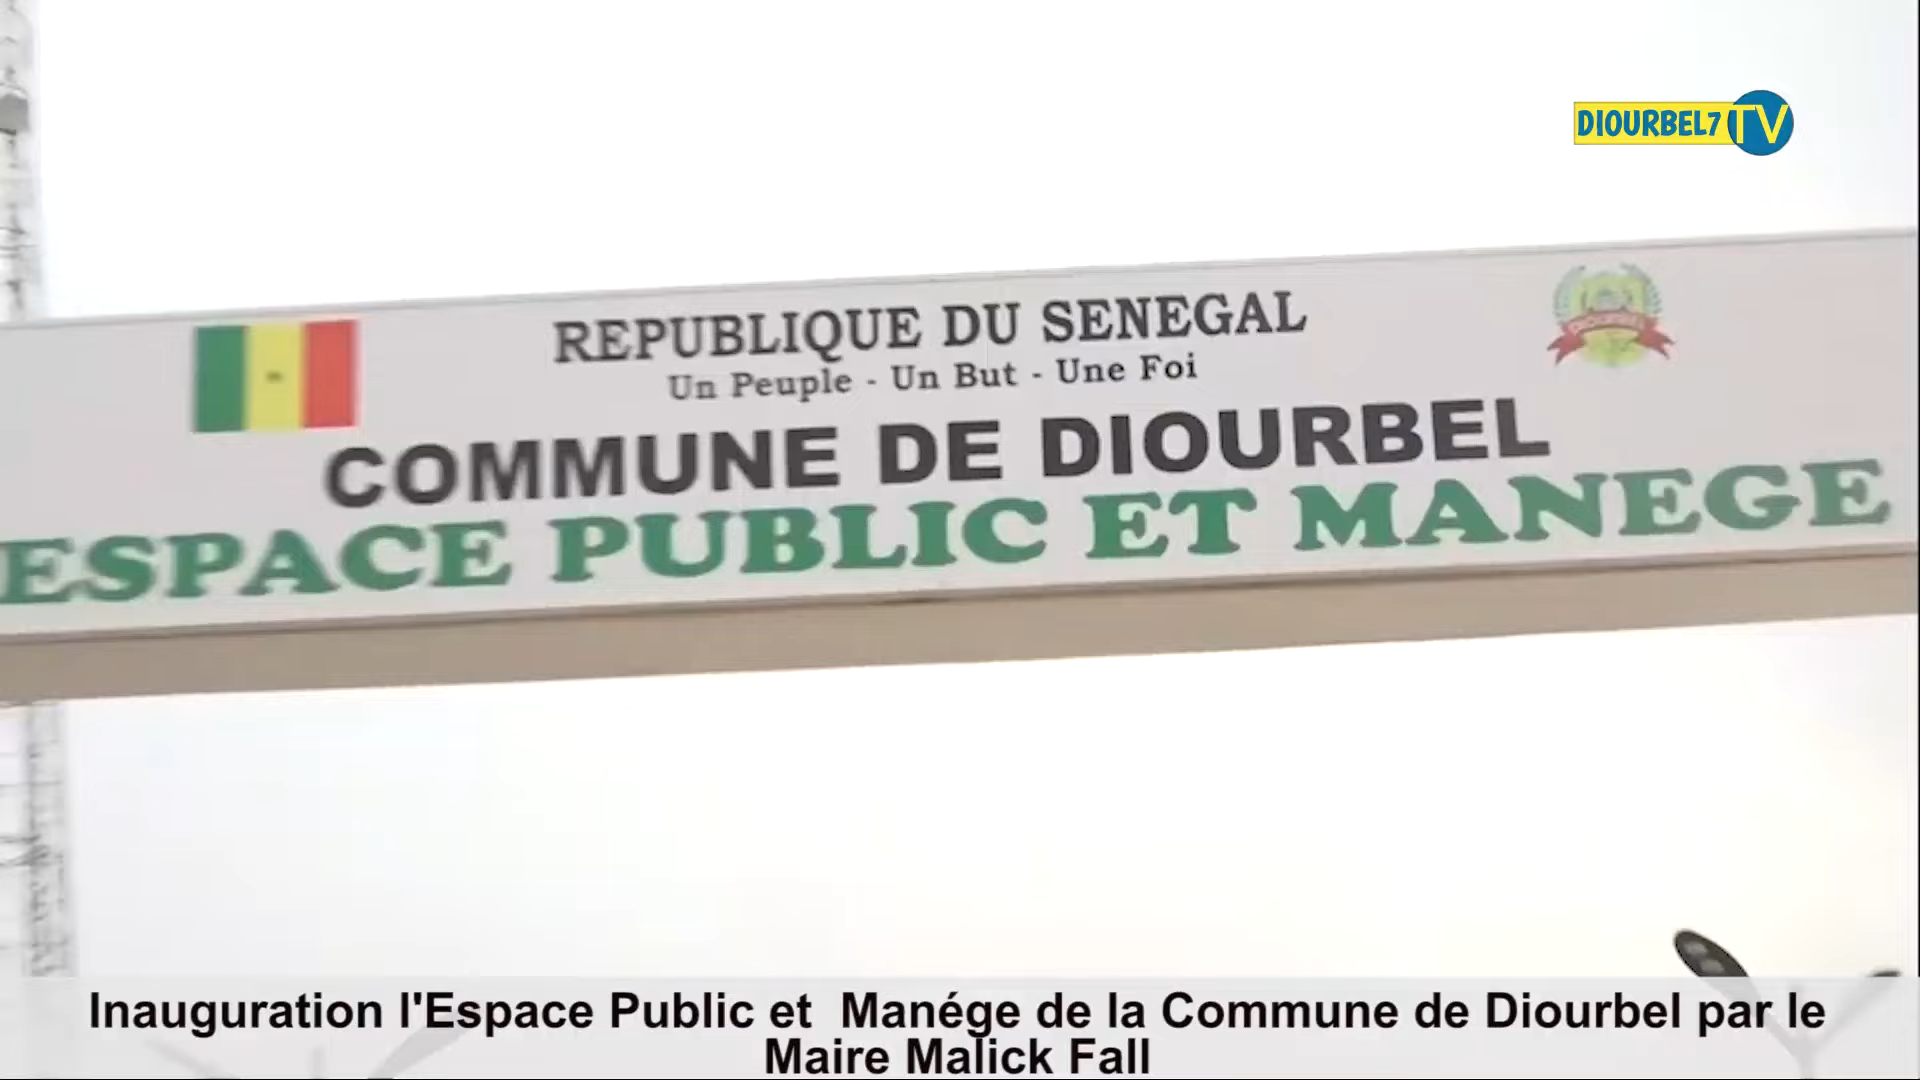 DIOURBEL7 TV
REPUBLIQUE DU SENEGAL
Un Peuple - Un But - Une Foi
COMMUNE DE DIOURBEL
ESPACE PUBLIC ET MANEGE
Inauguration l'Espace Public et  Manége de la Commune de Diourbel par le
Maire Malick Fall